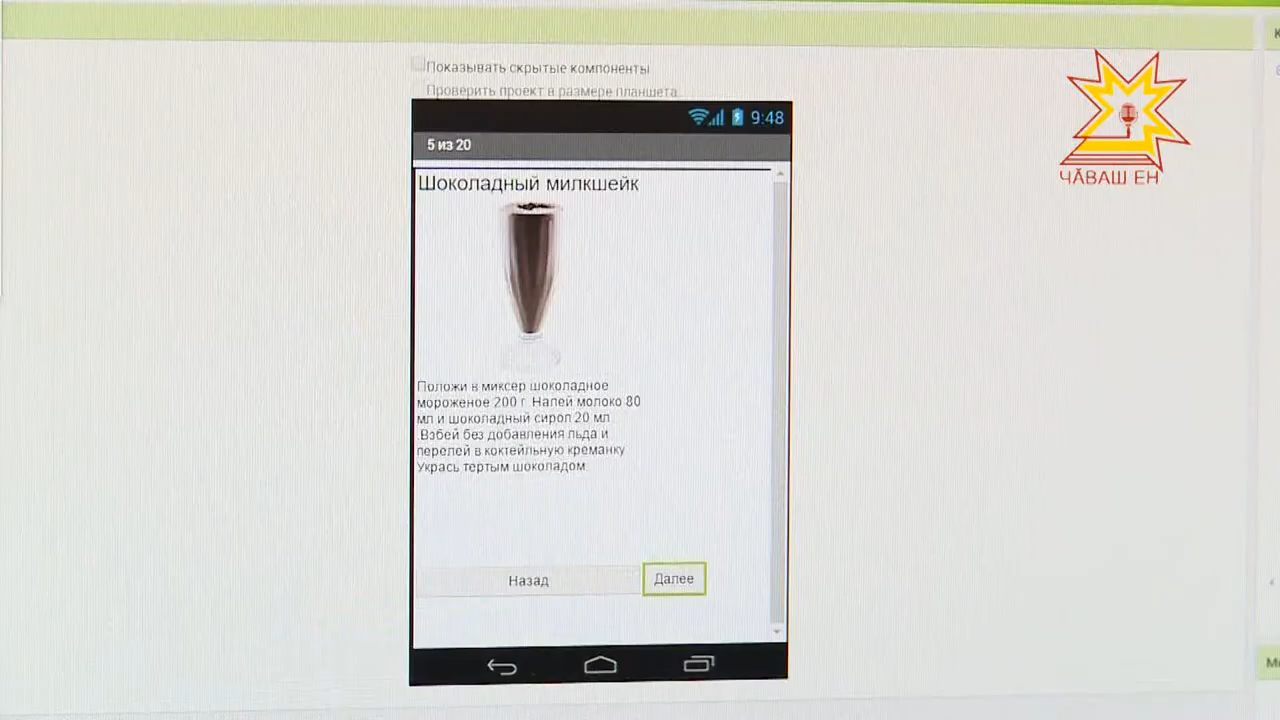 Показывать скрытые компоненты
Проверить проект в размере планшета.
9:48
5 из 20
Шоколадный милкшейк
Положи в миксер шоколадное
мороженое 200 г. Налей молоко 80
мл и шоколадный сироп 20 мл
.Взбей без добавления льда и
перелей в коктейльную креманку
Укрась тертым шоколадом
Назад
Далее
ЧĂВАШ ЕН